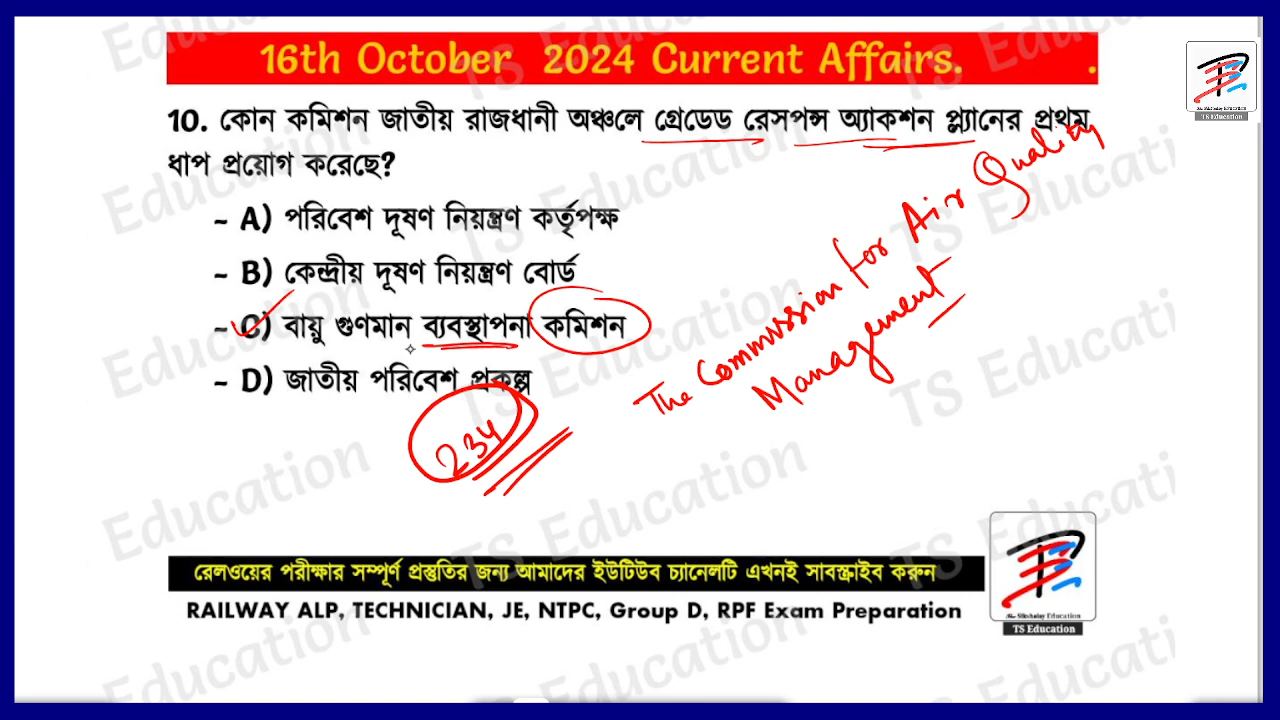 16th October 2024 Current Affairs. .
10. কোন কমিশন জাতীয় রাজধানী অঞ্চলে গ্রেডেড রেসপন্স অ্যাকশন প্ল্যানের প্রথম
ধাপ প্রয়োগ করেছে?
- A) পরিবেশ দূষণ নিয়ন্ত্রণ কর্তৃপক্ষ
- B) কেন্দ্রীয় দূষণ নিয়ন্ত্রণ বোর্ড
- C) বায়ু গুণমান ব্যবস্থাপনা কমিশন
- D) জাতীয় পরিবেশ প্রকল্প
The Commission for Air Quality
Management
234
রেলওয়ের পরীক্ষার সম্পূর্ণ প্রস্তুতির জন্য আমাদের ইউটিউব চ্যানেলটি এখনই সাবস্ক্রাইব করুন
RAILWAY ALP, TECHNICIAN, JE, NTPC, Group D, RPF Exam Preparation
TS Education
TS Education